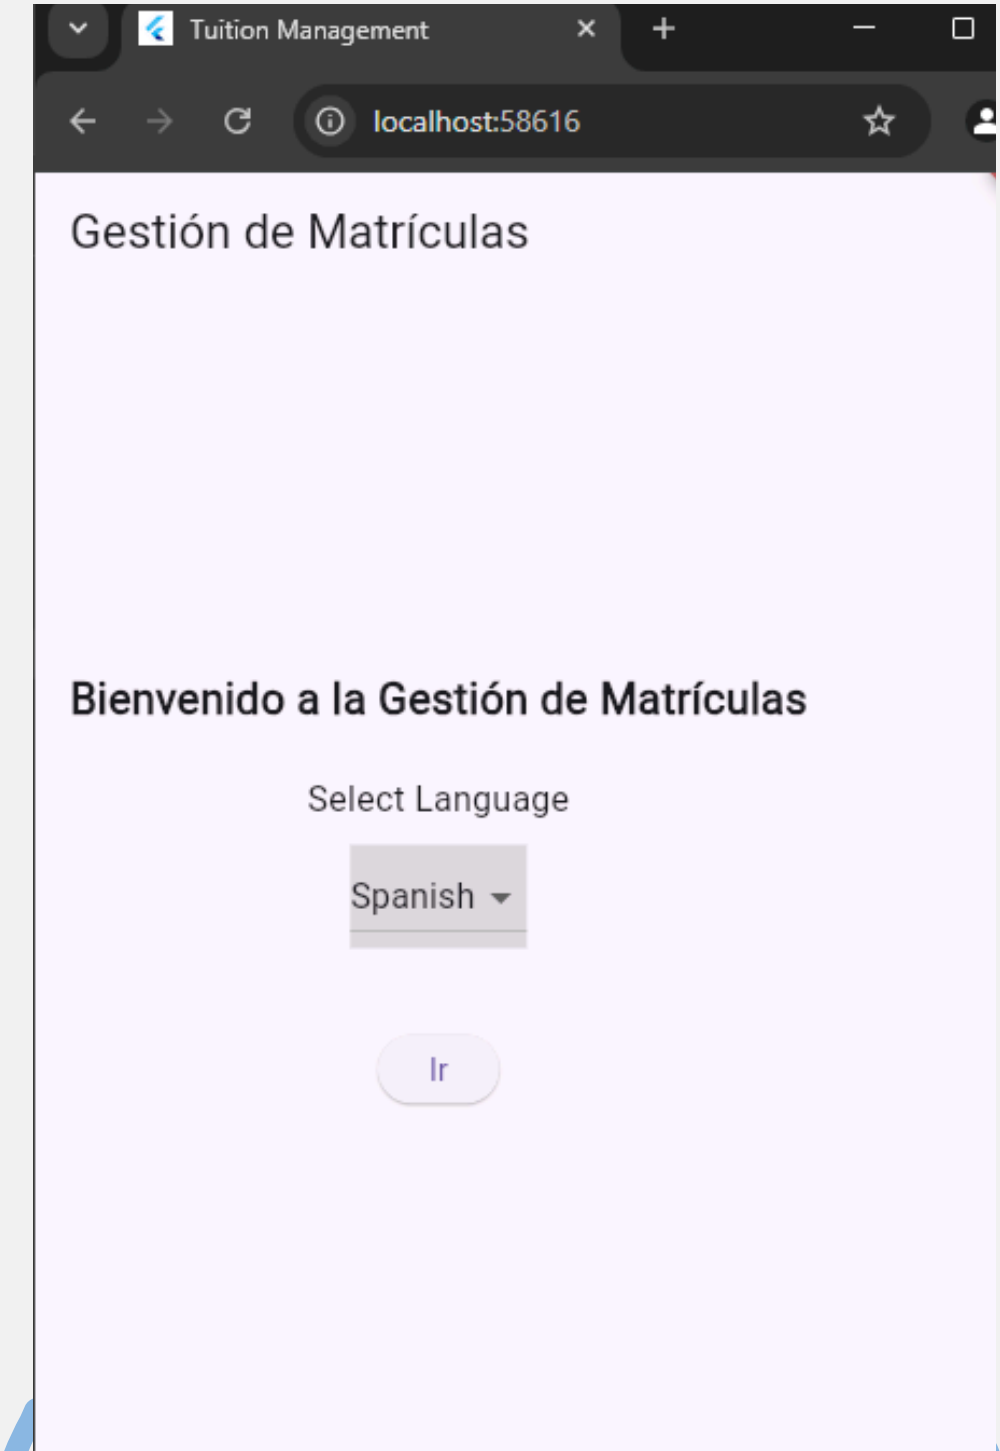 Tuition Management
localhost:58616
Gestión de Matrículas
Bienvenido a la Gestión de Matrículas
Select Language
Spanish
Ir